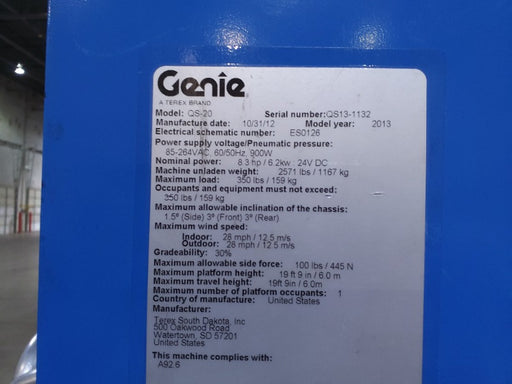 Genie
A TEREX BRAND
Model: QS-20 Serial number:QS13-1132
Manufacture date: 10/31/12 Model year: 2013
Electrical schematic number: ES0126
Power supply voltage/Pneumatic pressure:
85-264VAC, 60/50Hz, 900W
Nominal power: 8.3 hp / 6.2kw : 24V DC
Machine unladen weight: 2571 lbs / 1167 kg
Maximum load: 350 lbs / 159 kg
Occupants and equipment must not exceed:
350 lbs / 159 kg
Maximum allowable inclination of the chassis:
1.5º (Side) 3º (Front) 3º (Rear)
Maximum wind speed:
Indoor: 28 mph / 12.5 m/s
Outdoor: 28 mph / 12.5 m/s
Gradeability: 30%
Maximum allowable side force: 100 lbs / 445 N
Maximum platform height: 19 ft 9 in / 6.0 m
Maximum travel height: 19ft 9in / 6.0m
Maximum number of platform occupants: 1
Country of manufacture: United States
Manufacturer:
Terex South Dakota, Inc
500 Oakwood Road
Watertown, SD 57201
United States
This machine complies with:
A92.6